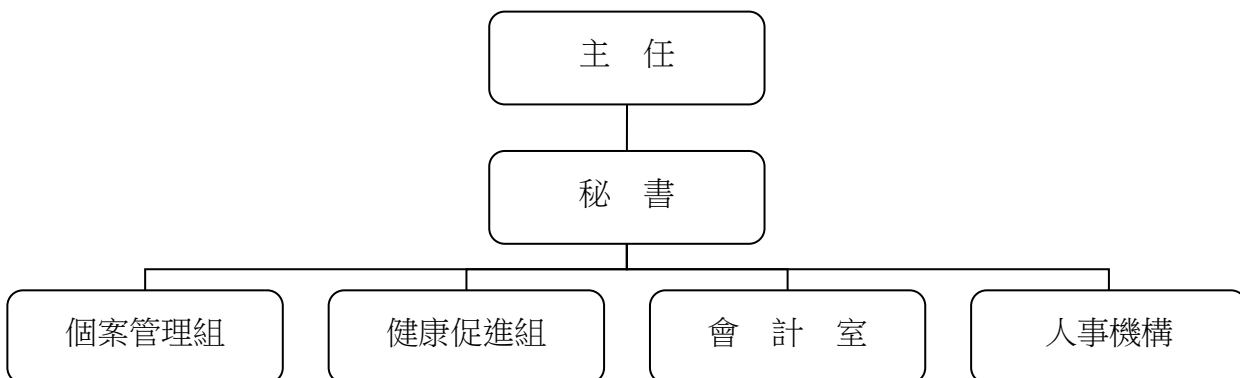 主　任
秘　書
個案管理組
健康促進組
會　計　室
人事機構